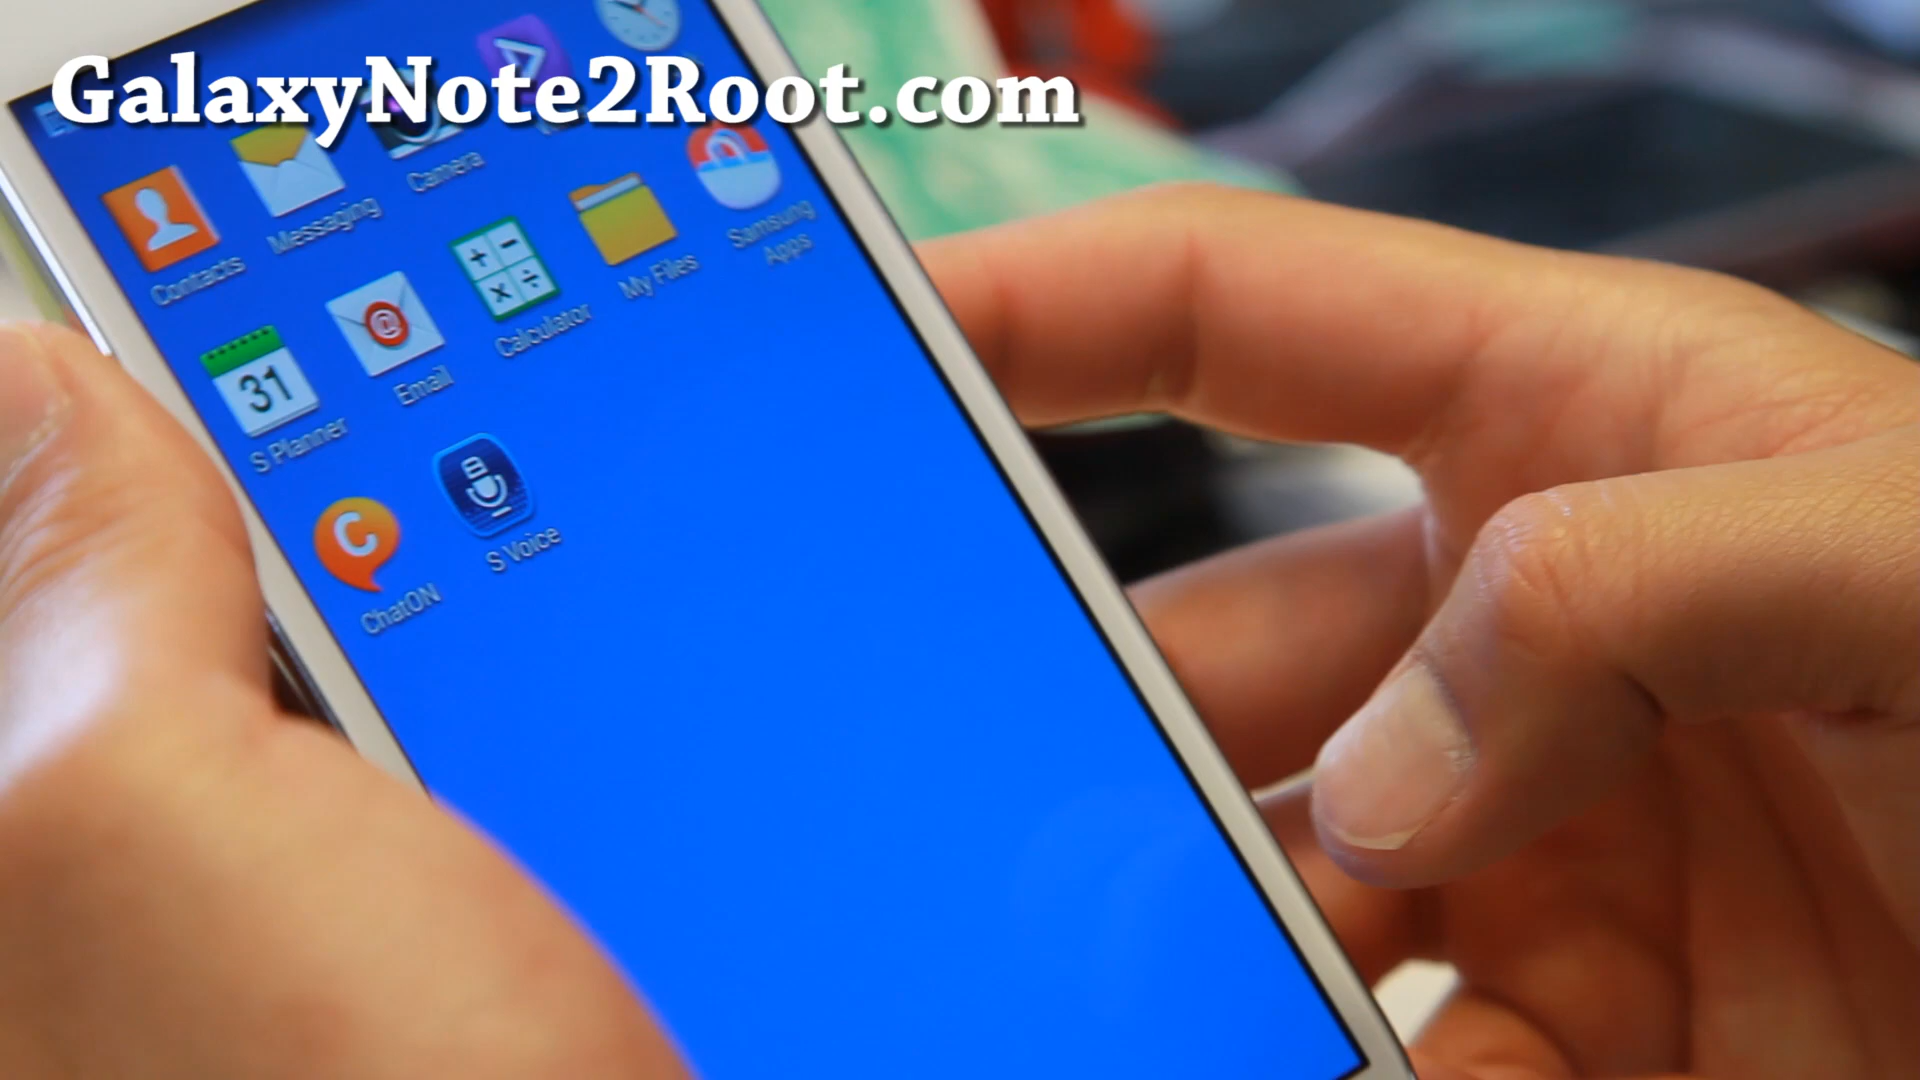 GalaxyNote2Root.com
Contacts
Messaging
Camera
S Planner
31
Email
@
Calculator
+ -
x ÷
My Files
Samsung
Apps
ChatON
C
S Voice